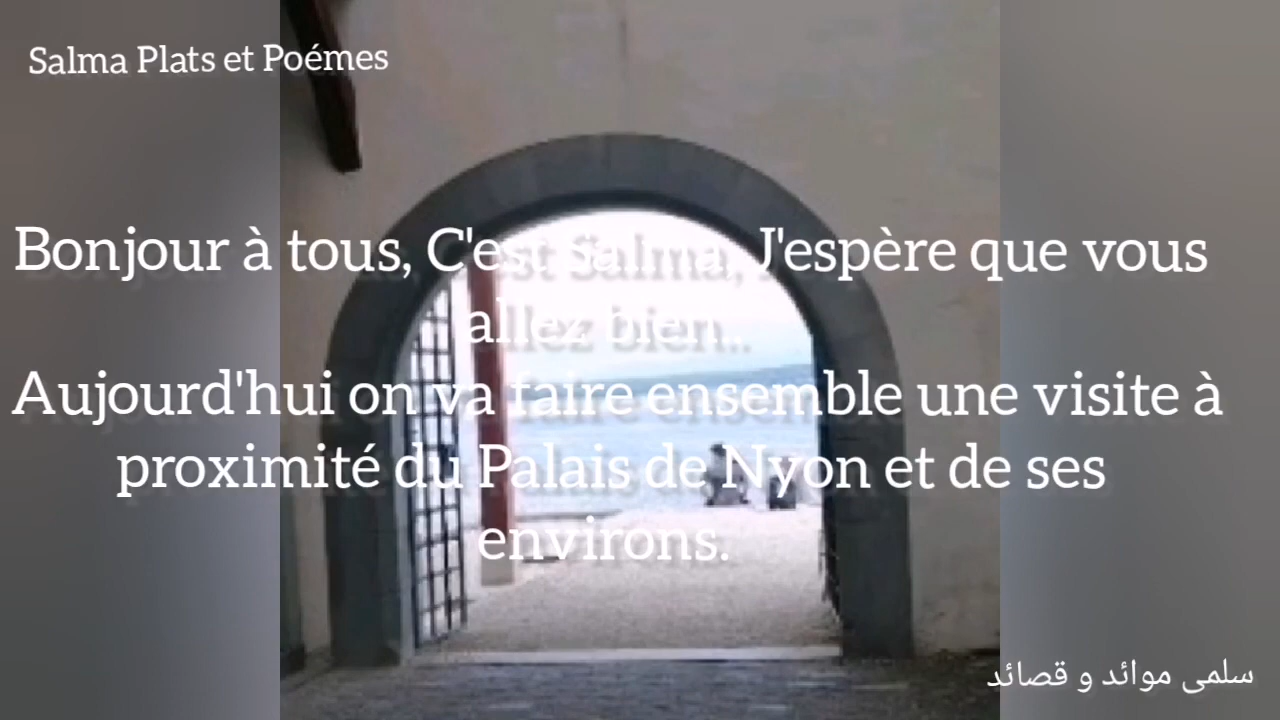 Salma Plats et Poémes
Bonjour à tous, C'est Salma, J'espère que vous
allez bien..
Aujourd'hui on va faire ensemble une visite à
proximité du Palais de Nyon et de ses
environs.
سلمى موائد و قصائد